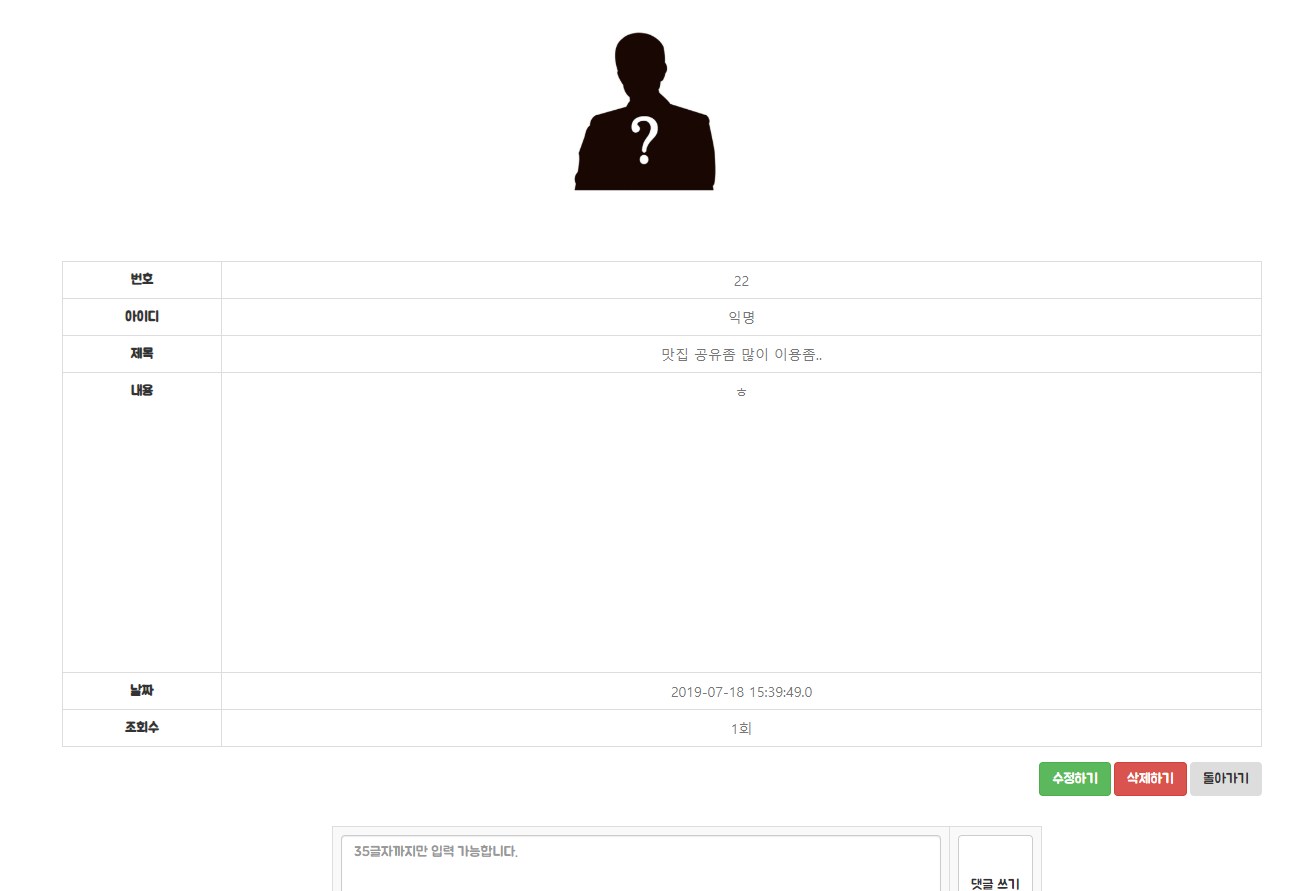 ?
번호 22
아이디 익명
제목 맛집 공유좀 많이 이용좀..
내용 ㅎ
날짜 2019-07-18 15:39:49.0
조회수 1회
수정하기 삭제하기 돌아가기
35글자까지만 입력 가능합니다.
댓글 쓰기